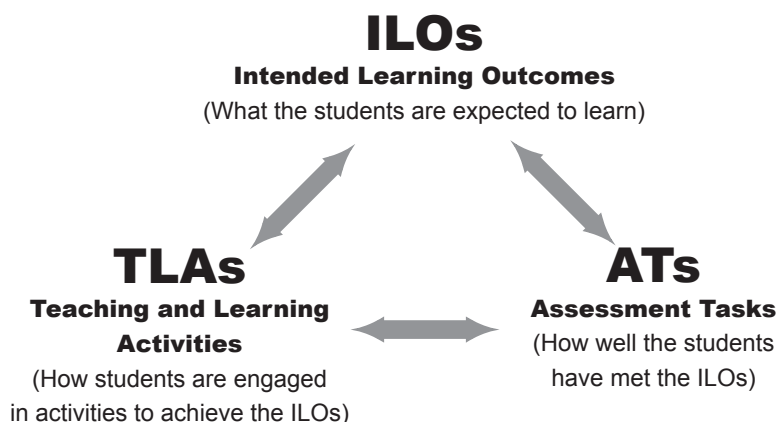 ILOs
Intended Learning Outcomes
(What the students are expected to learn)
TLAs
Teaching and Learning
Activities
(How students are engaged
in activities to achieve the ILOs)
ATs
Assessment Tasks
(How well the students
have met the ILOs)